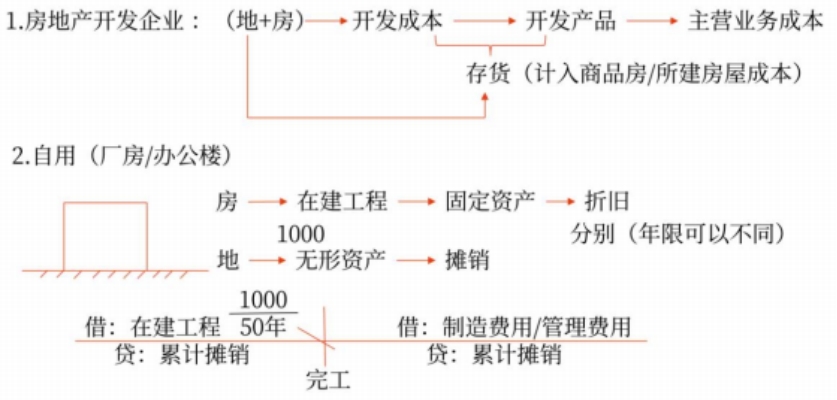 1.房地产开发企业：（地+房）→开发成本→开发产品→主营业务成本
存货（计入商品房/所建房屋成本）
2.自用（厂房/办公楼）
房→在建工程→固定资产→折旧
1000
分别（年限可以不同）
地→无形资产→摊销
1000
借：在建工程 50年 借：制造费用/管理费用
贷：累计摊销 贷：累计摊销
完工